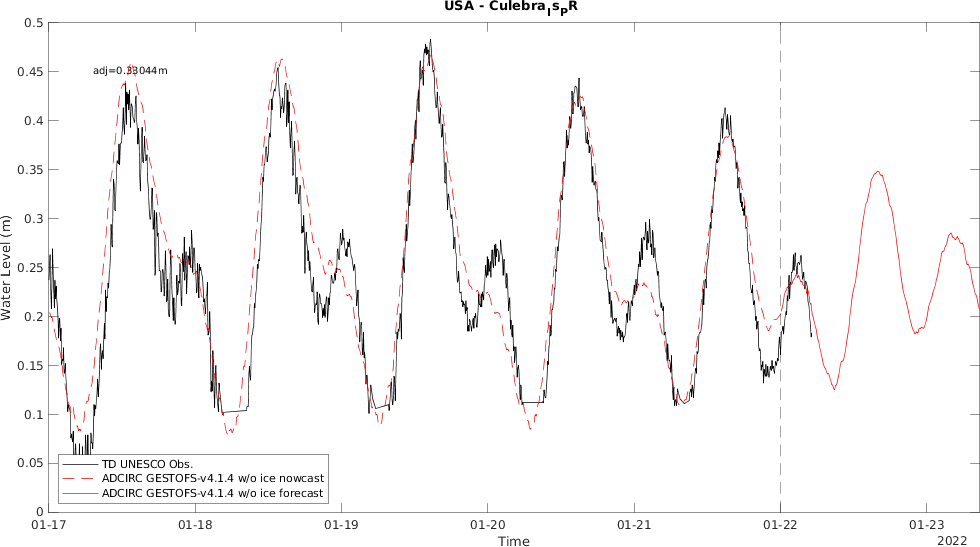 USA - Culebra_Is_PR
adj=0.33044m
Water Level (m)
0.5
0.45
0.4
0.35
0.3
0.25
0.2
0.15
0.1
0.05
0
TD UNESCO Obs.
ADCIRC GESTOFS-v4.1.4 w/o ice nowcast
ADCIRC GESTOFS-v4.1.4 w/o ice forecast
01-17 01-18 01-19 01-20 01-21 01-22 01-23
Time
2022